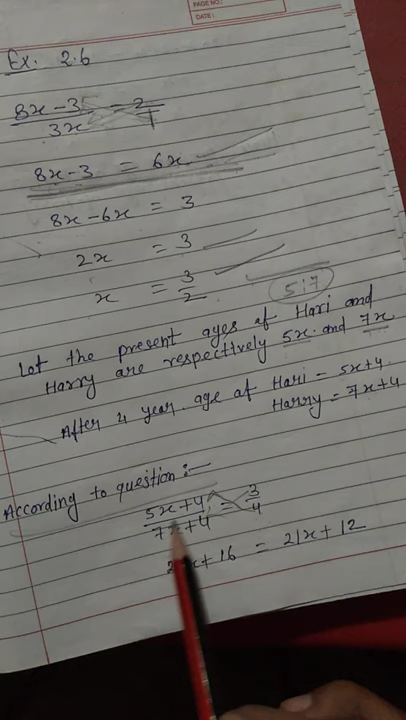 PAGE NO.:
DATE:
Ex. 2.6
8x-3 = 2
3x 1
8x-3 = 6x
8x-6x = 3
2x = 3
x = 3/2
5:7
Let the present ages of Hari and
Harry are respectively 5x and 7x
After 4 year age of Hari = 5x+4
Harry = 7x+4
According to question :-
5x+4 = 3
7x+4 4
x+16 = 21x+12